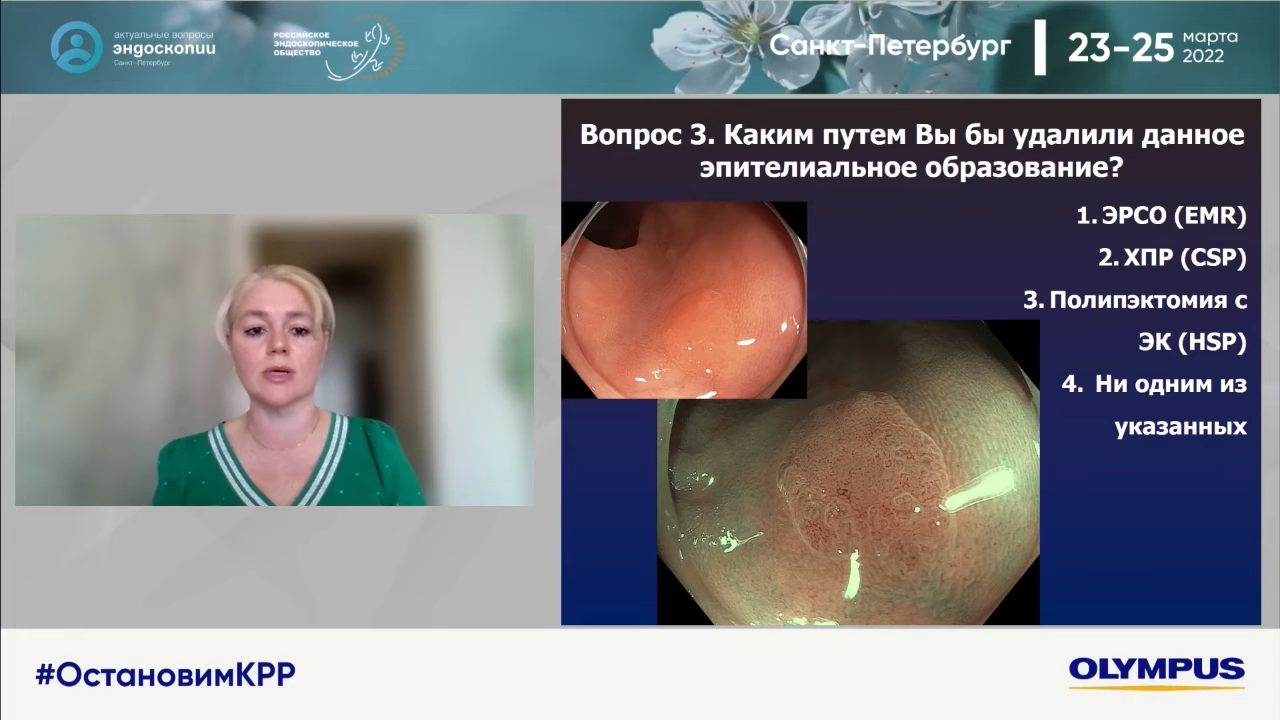 актуальные вопросы
эндоскопии
Санкт-Петербург
РОССИЙСКОЕ
ЭНДОСКОПИЧЕСКОЕ
ОБЩЕСТВО
Санкт-Петербург
23-25
марта
2022
Вопрос 3. Каким путем Вы бы удалили данное
эпителиальное образование?
1. ЭРСО (EMR)
2. ХПР (CSP)
3. Полипэктомия с
ЭК (HSP)
4. Ни одним из
указанных
#ОстановимКРР
OLYMPUS